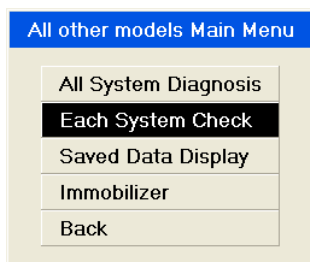 All other models Main Menu
All System Diagnosis
Each System Check
Saved Data Display
Immobilizer
Back